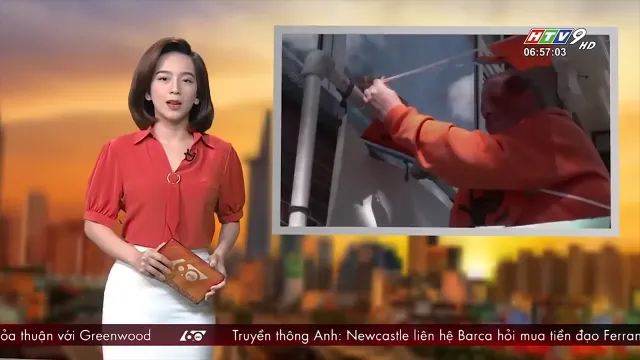 HTV9 HD
06:57:03
ỏa thuận với Greenwood 60 Truyền thông Anh: Newcastle liên hệ Barca hỏi mua tiền đạo Ferra